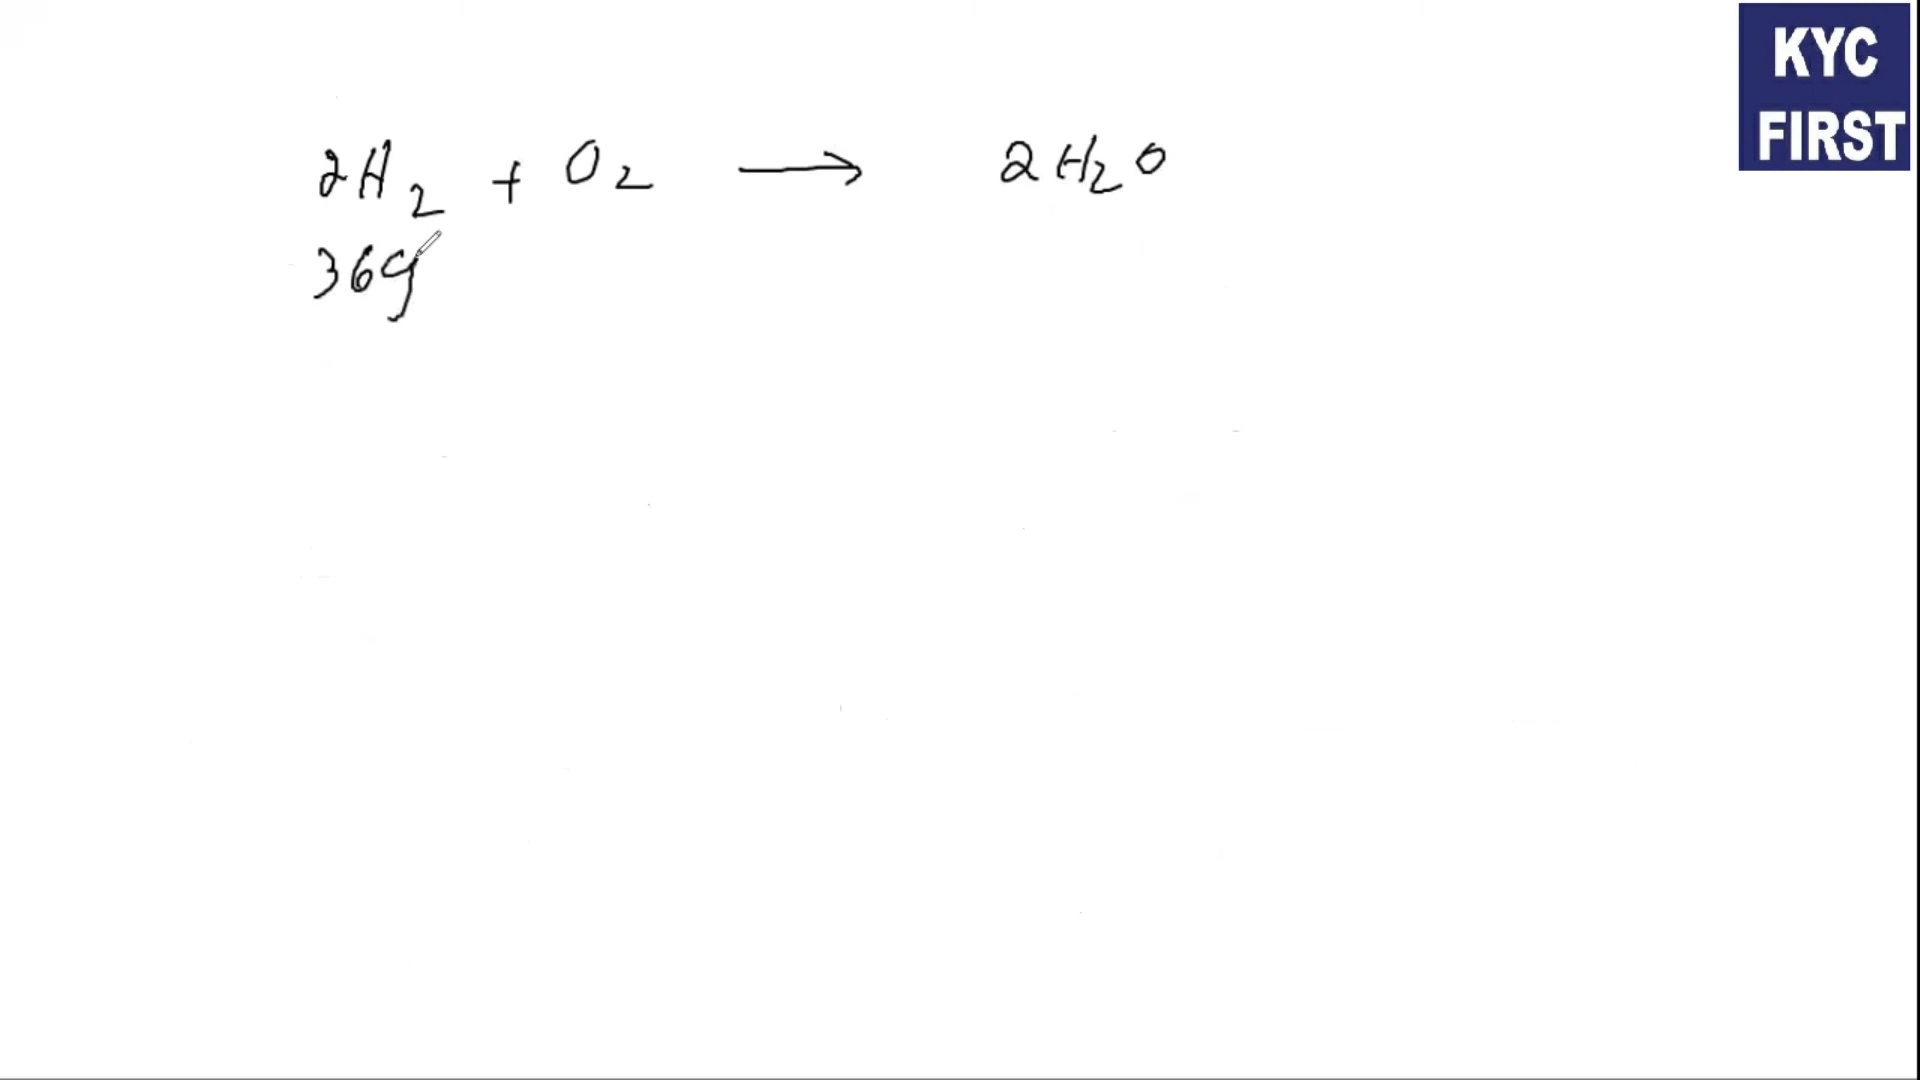 KYC
FIRST
2H₂ + O₂ → 2H₂O
36g